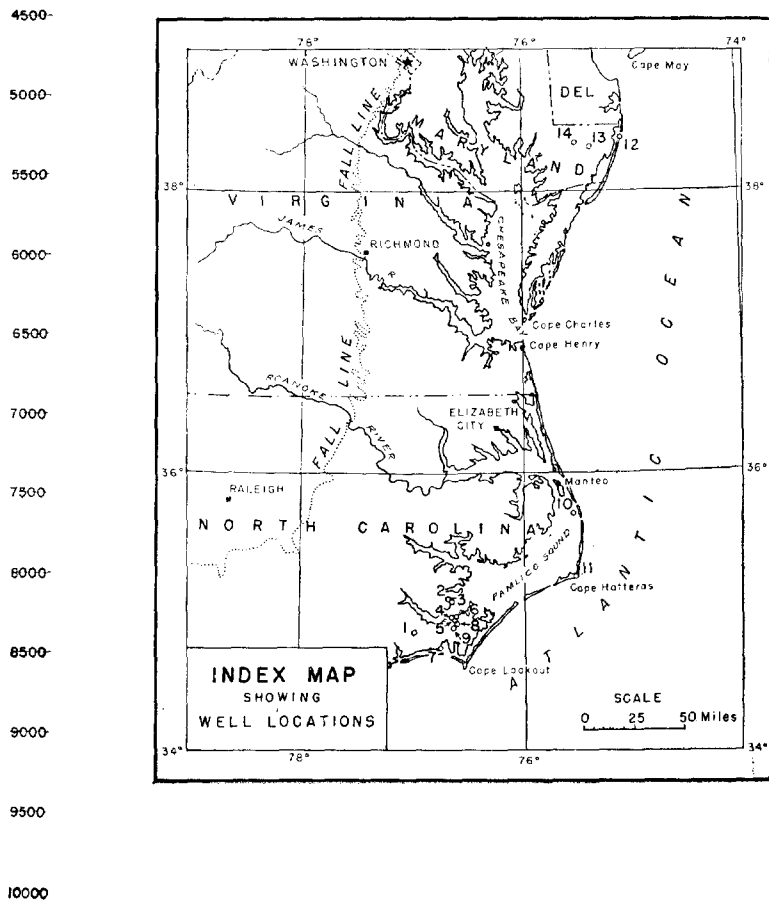 4500
5000
5500
6000
6500
7000
7500
8000
8500
9000
9500
10000
78°
76°
74°
WASHINGTON
Cape May
DEL
MARYLAND
14
13
12
FALL LINE
38°
38°
VIRGINIA
JAMES R.
RICHMOND
CHESAPEAKE BAY
Cape Charles
Cape Henry
ATLANTIC OCEAN
FALL LINE
ROANOKE RIVER
ELIZABETH
CITY
36°
36°
RALEIGH
Manteo
10
NORTH CAROLINA
PAMLICO SOUND
11
Cape Hatteras
2
3
4
6
5
8
1
9
7
Cape Lookout
INDEX MAP
SHOWING
WELL LOCATIONS
SCALE
0 25 50 Miles
34°
78°
76°
74°